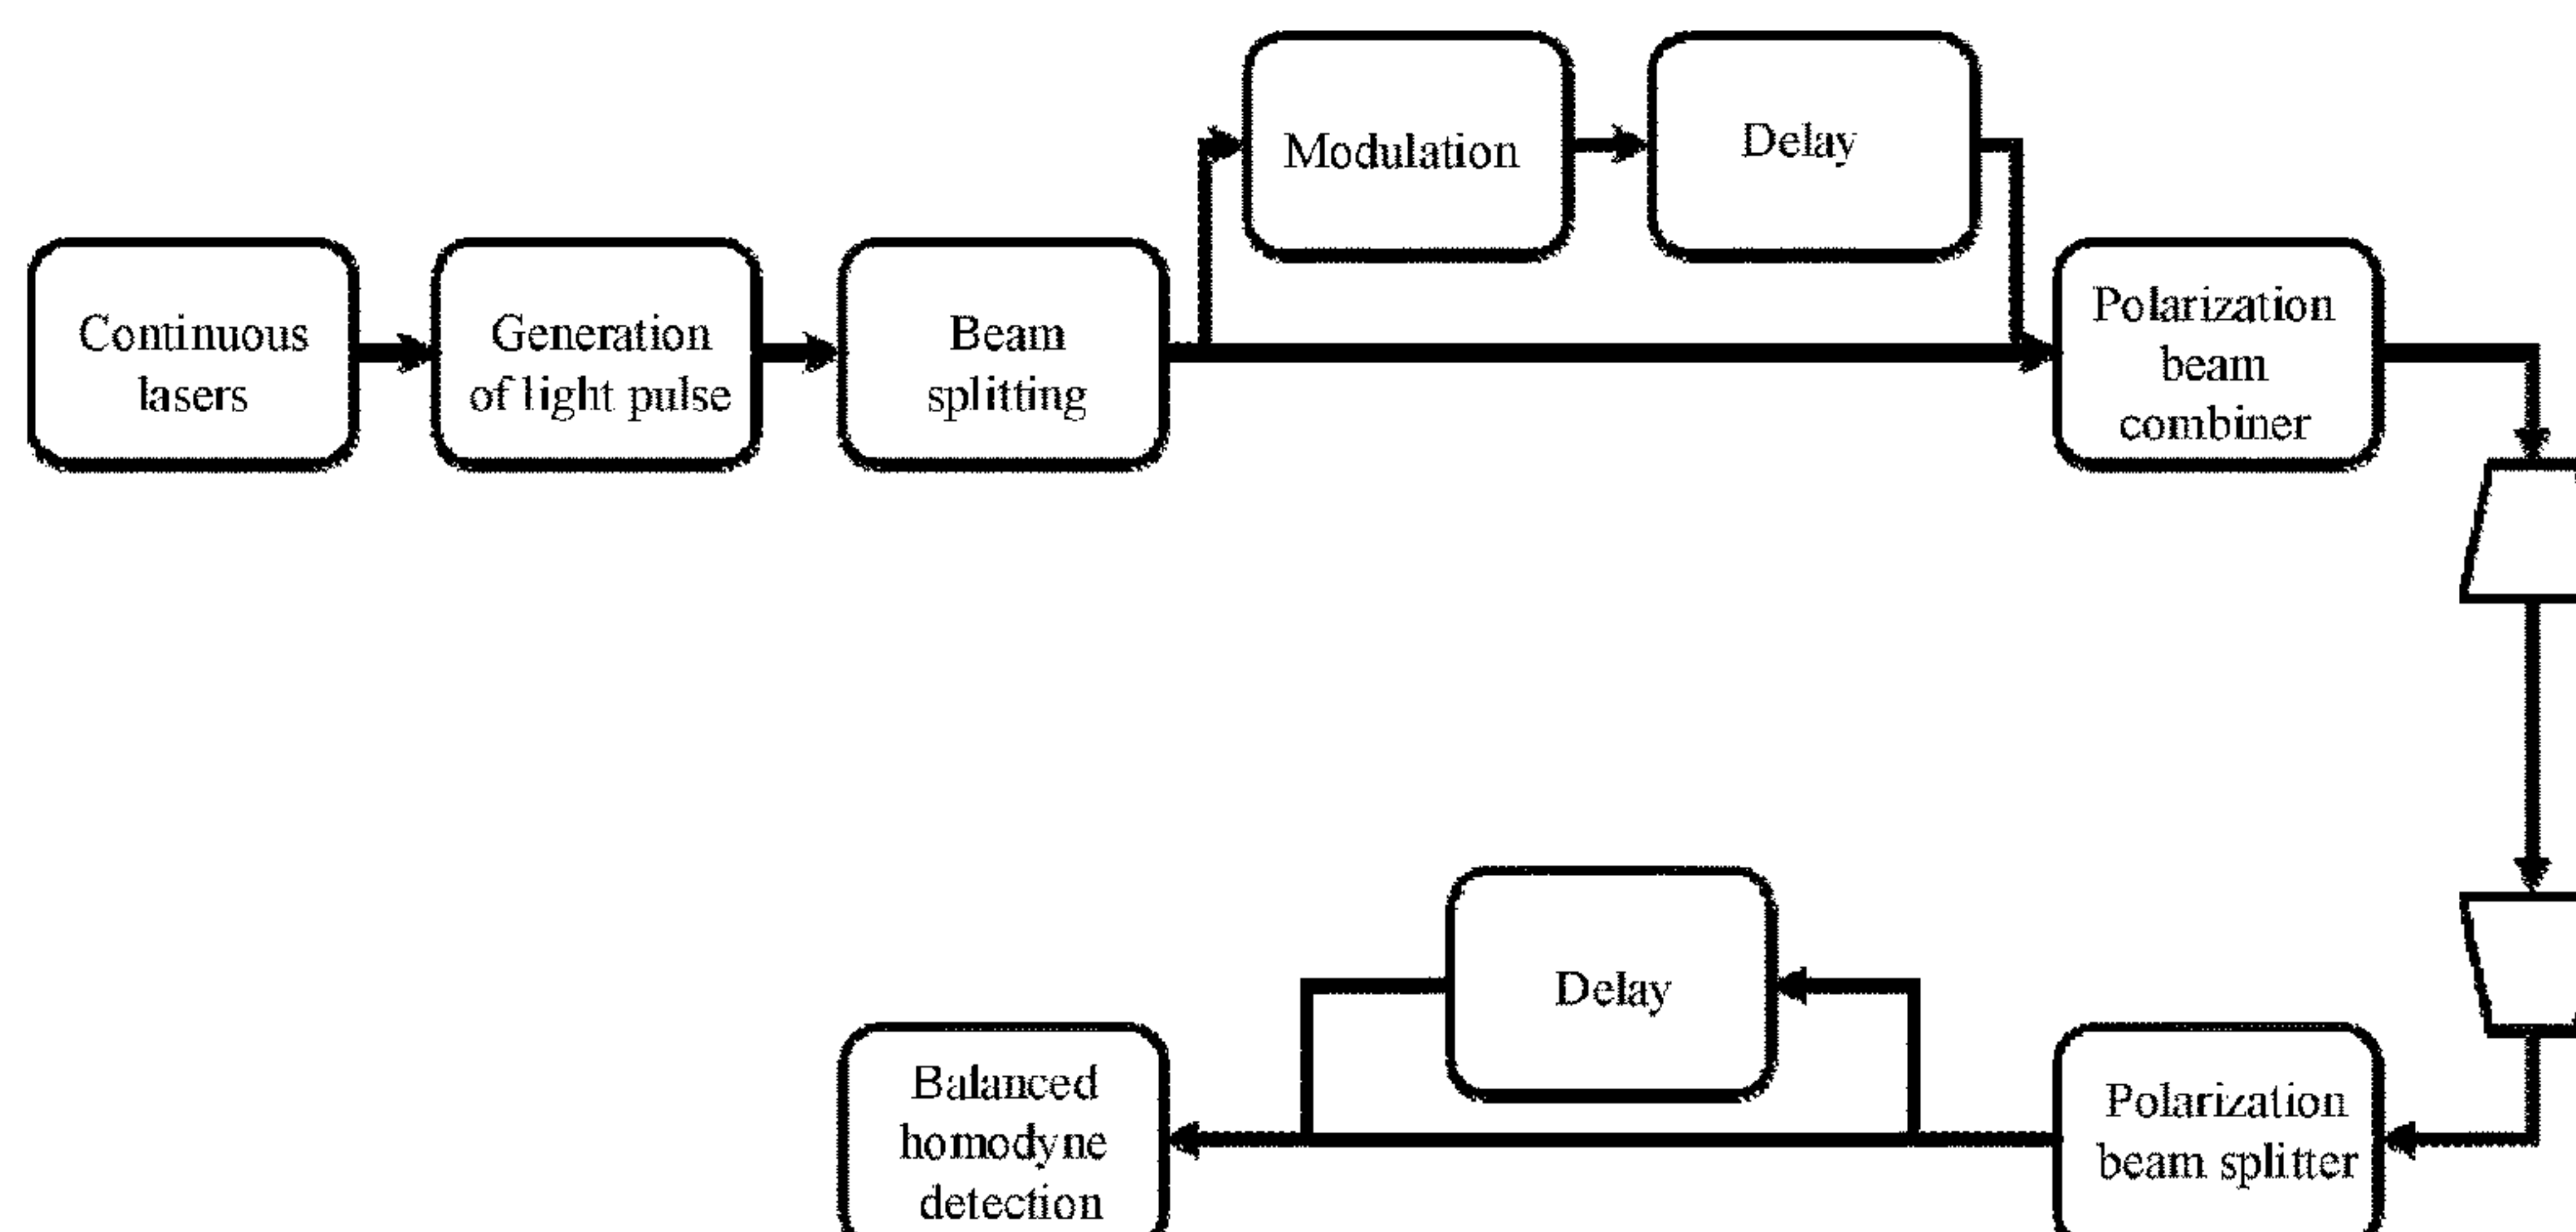 Modulation
Delay
Continuous
lasers
Generation
of light pulse
Beam
splitting
Polarization
beam
combiner
Delay
Balanced
homodyne
detection
Polarization
beam splitter